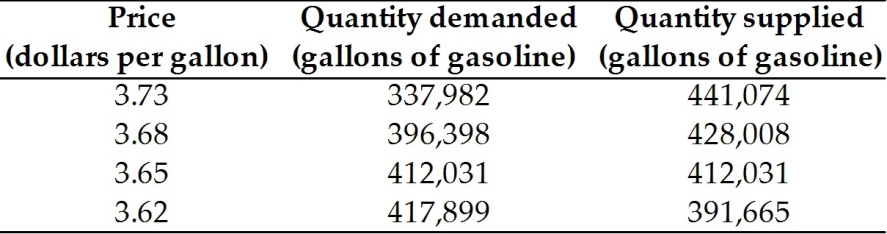 Price Quantity demanded Quantity supplied
(dollars per gallon) (gallons of gasoline) (gallons of gasoline)
3.73 337,982 441,074
3.68 396,398 428,008
3.65 412,031 412,031
3.62 417,899 391,665